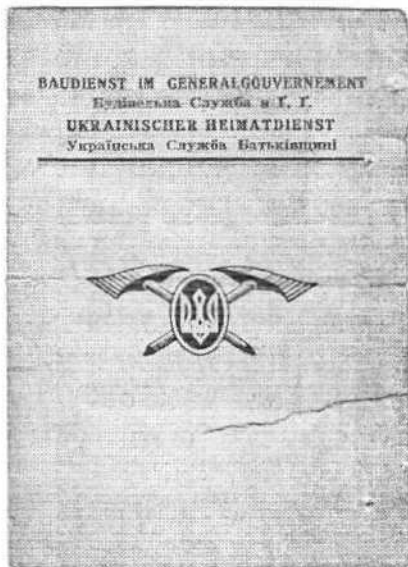 BAUDIENST IM GENERALGOUVERNEMENT
Будівельна Служба в Ґ. Ґ.
UKRAINISCHER HEIMATDIENST
Українська Служба Батьківщині